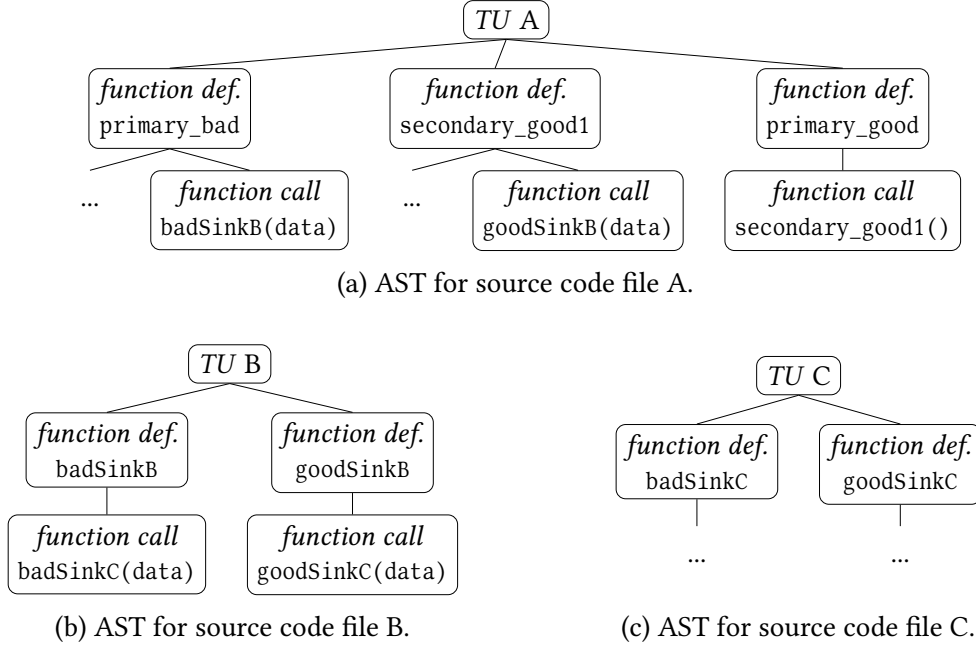 TU A
function def.
primary_bad
function def.
secondary_good1
function def.
primary_good
...
function call
badSinkB(data)
...
function call
goodSinkB(data)
function call
secondary_good1()
(a) AST for source code file A.
TU B
function def.
badSinkB
function def.
goodSinkB
function call
badSinkC(data)
function call
goodSinkC(data)
(b) AST for source code file B.
TU C
function def.
badSinkC
function def.
goodSinkC
...
...
(c) AST for source code file C.